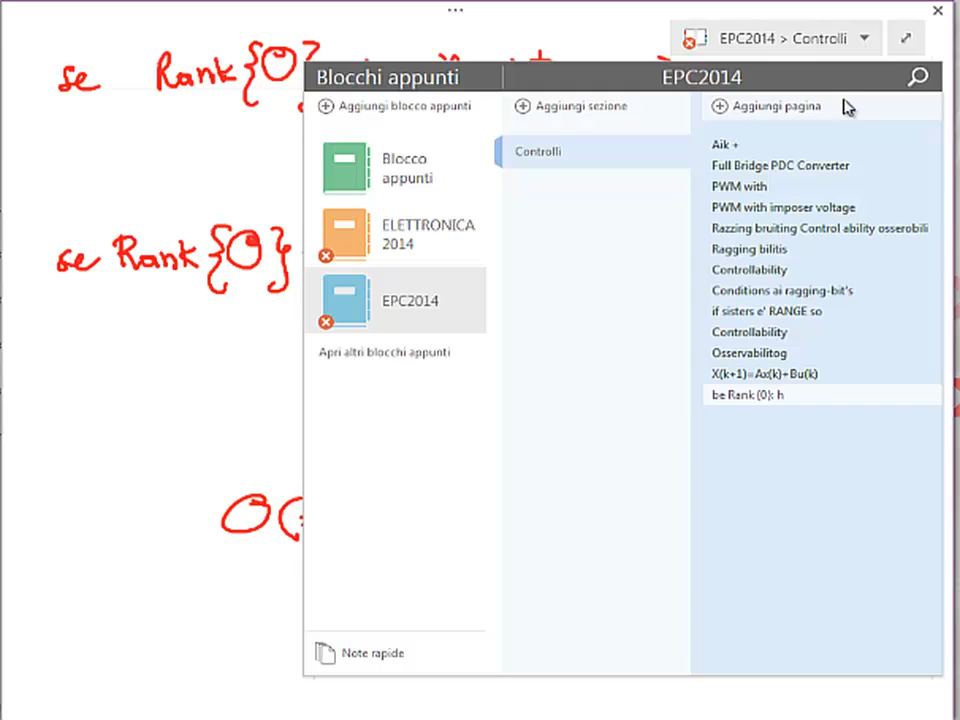 EPC2014 > Controlli
se Rank{O}
Blocchi appunti
EPC2014
Aggiungi blocco appunti
Aggiungi sezione
Aggiungi pagina
Blocco
appunti
ELETTRONICA
2014
EPC2014
Apri altri blocchi appunti
Controlli
Aik +
Full Bridge PDC Converter
PWM with
PWM with imposer voltage
Razzing bruiting Control ability osserobili
Ragging bilitis
Controllability
Conditions ai ragging-bit's
if sisters e' RANGE so
Controllability
Osservabilitog
X(k+1)=Ax(k)+Bu(k)
be Rank (0): h
se Rank{O}
O(
Note rapide